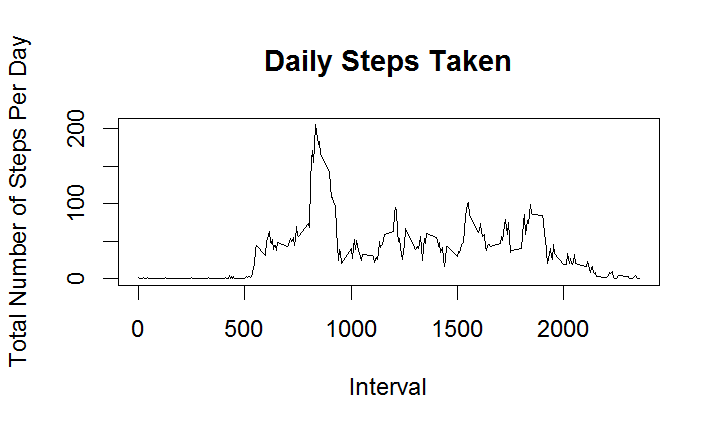 Daily Steps Taken
Total Number of Steps Per Day
200
100
0
0 500 1000 1500 2000
Interval